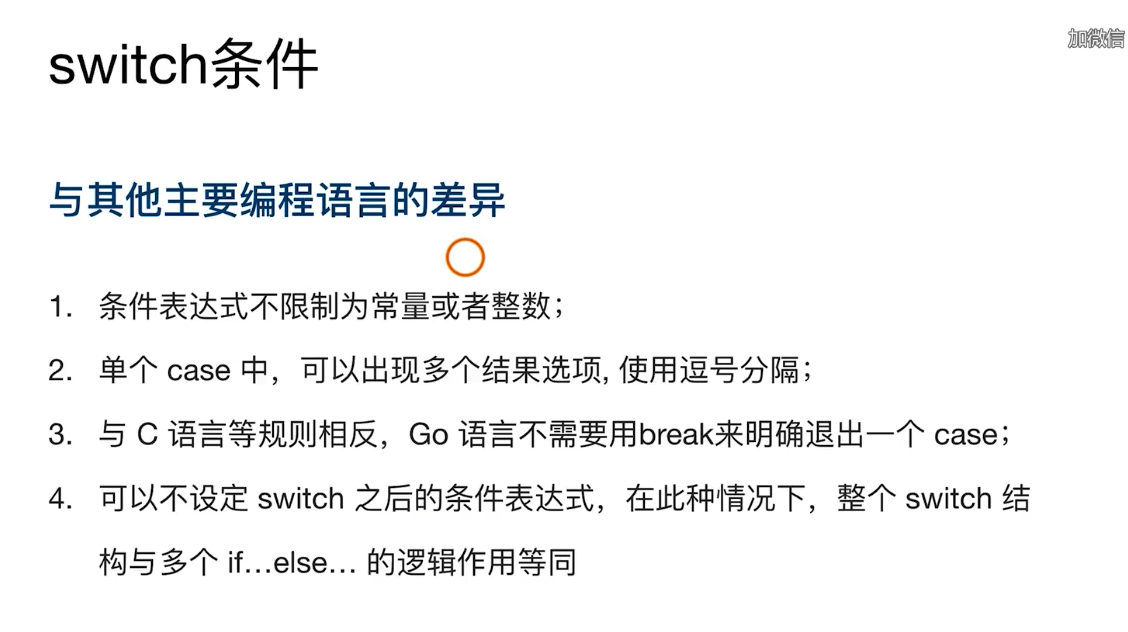 switch条件
加微信
与其他主要编程语言的差异
1. 条件表达式不限制为常量或者整数；
2. 单个 case 中，可以出现多个结果选项, 使用逗号分隔；
3. 与 C 语言等规则相反，Go 语言不需要用break来明确退出一个 case；
4. 可以不设定 switch 之后的条件表达式，在此种情况下，整个 switch 结
构与多个 if…else… 的逻辑作用等同